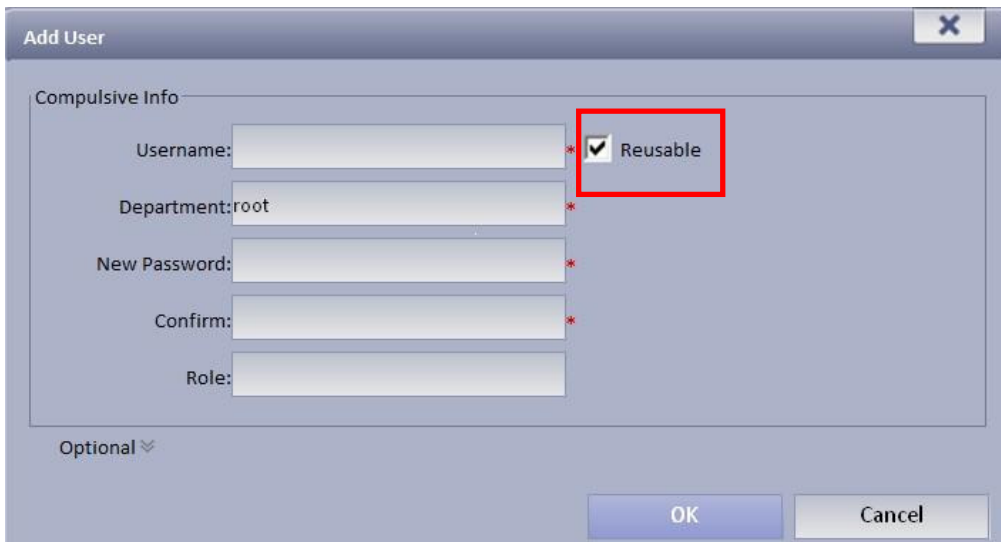 Add User
Compulsive Info
Username: * Reusable
Department: root *
New Password: *
Confirm: *
Role:
Optional
OK Cancel